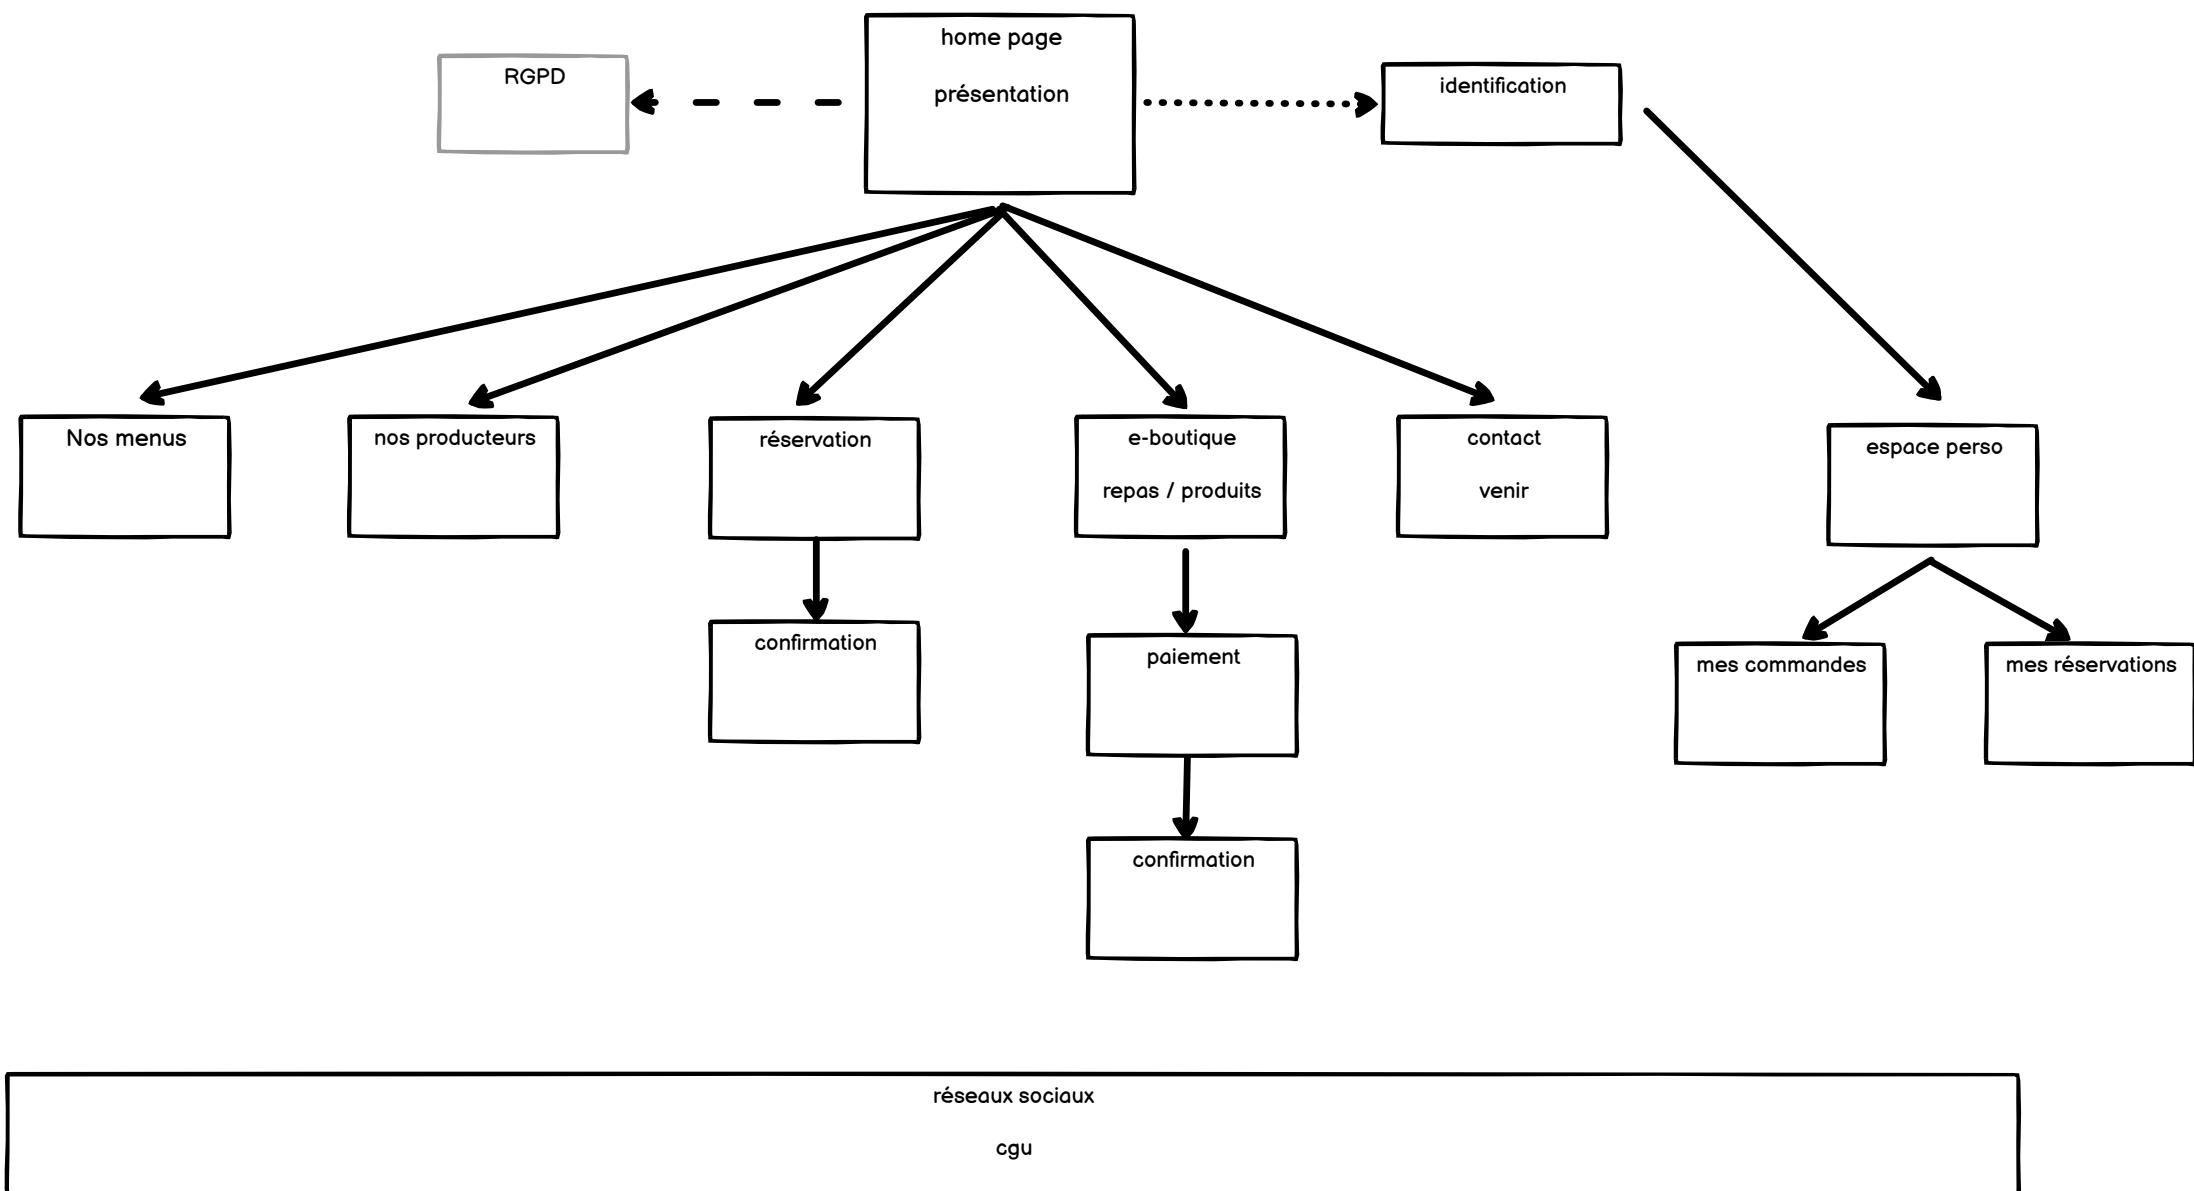 home page
présentation
RGPD
identification
Nos menus
nos producteurs
réservation
e-boutique
repas / produits
contact
venir
espace perso
confirmation
paiement
mes commandes
mes réservations
confirmation
réseaux sociaux
cgu